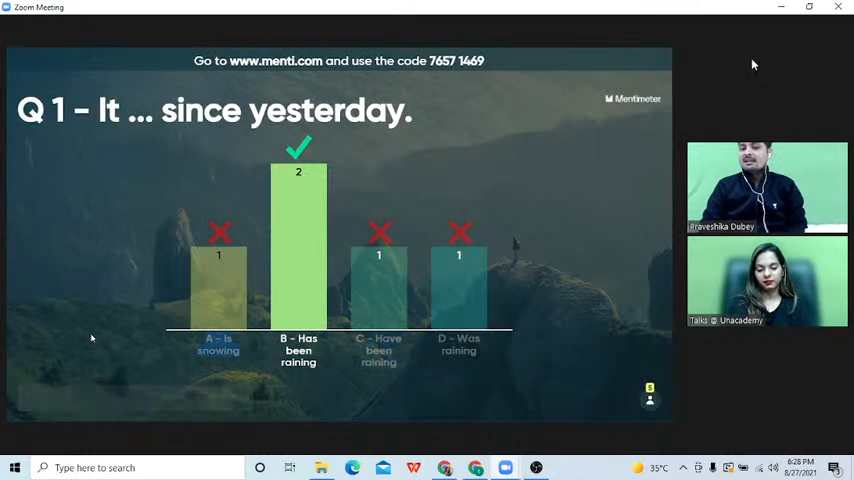 Zoom Meeting
Go to www.menti.com and use the code 7657 1469
Mentimeter
Q 1 - It ... since yesterday.
2
1
1
1
A - Is
snowing
B - Has
been
raining
C - Have
been
raining
D - Was
raining
5
Praveshika Dubey
Talks @ Unacademy
Type here to search
35°C
6:28 PM
8/27/2021
3